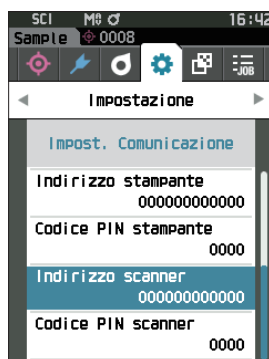 SCI M0 16:42
Sample 0008
JOB
Impostazione
Impost. Comunicazione
Indirizzo stampante
000000000000
Codice PIN stampante
0000
Indirizzo scanner
000000000000
Codice PIN scanner
0000